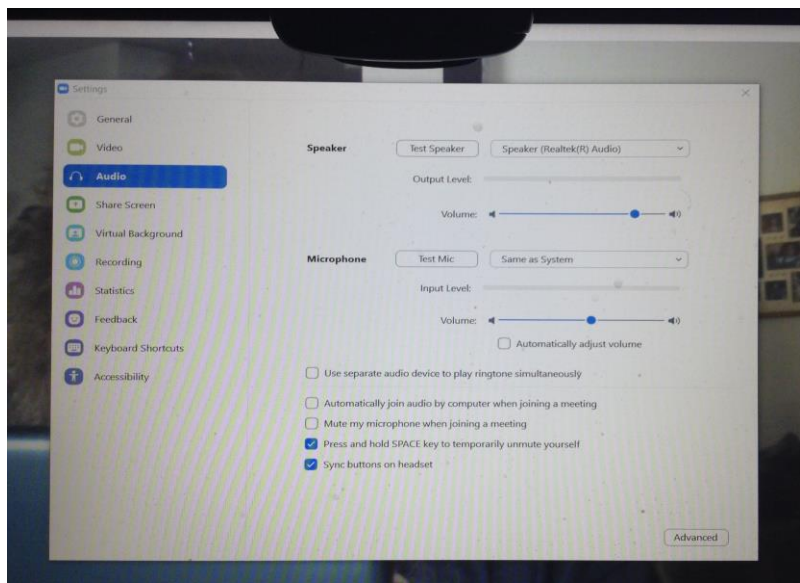 Settings
General
Video
Audio
Share Screen
Virtual Background
Recording
Statistics
Feedback
Keyboard Shortcuts
Accessibility
Speaker Test Speaker Speaker (Realtek(R) Audio)
Output Level:
Volume:
Microphone Test Mic Same as System
Input Level:
Volume:
Automatically adjust volume
Use separate audio device to play ringtone simultaneously
Automatically join audio by computer when joining a meeting
Mute my microphone when joining a meeting
Press and hold SPACE key to temporarily unmute yourself
Sync buttons on headset
Advanced